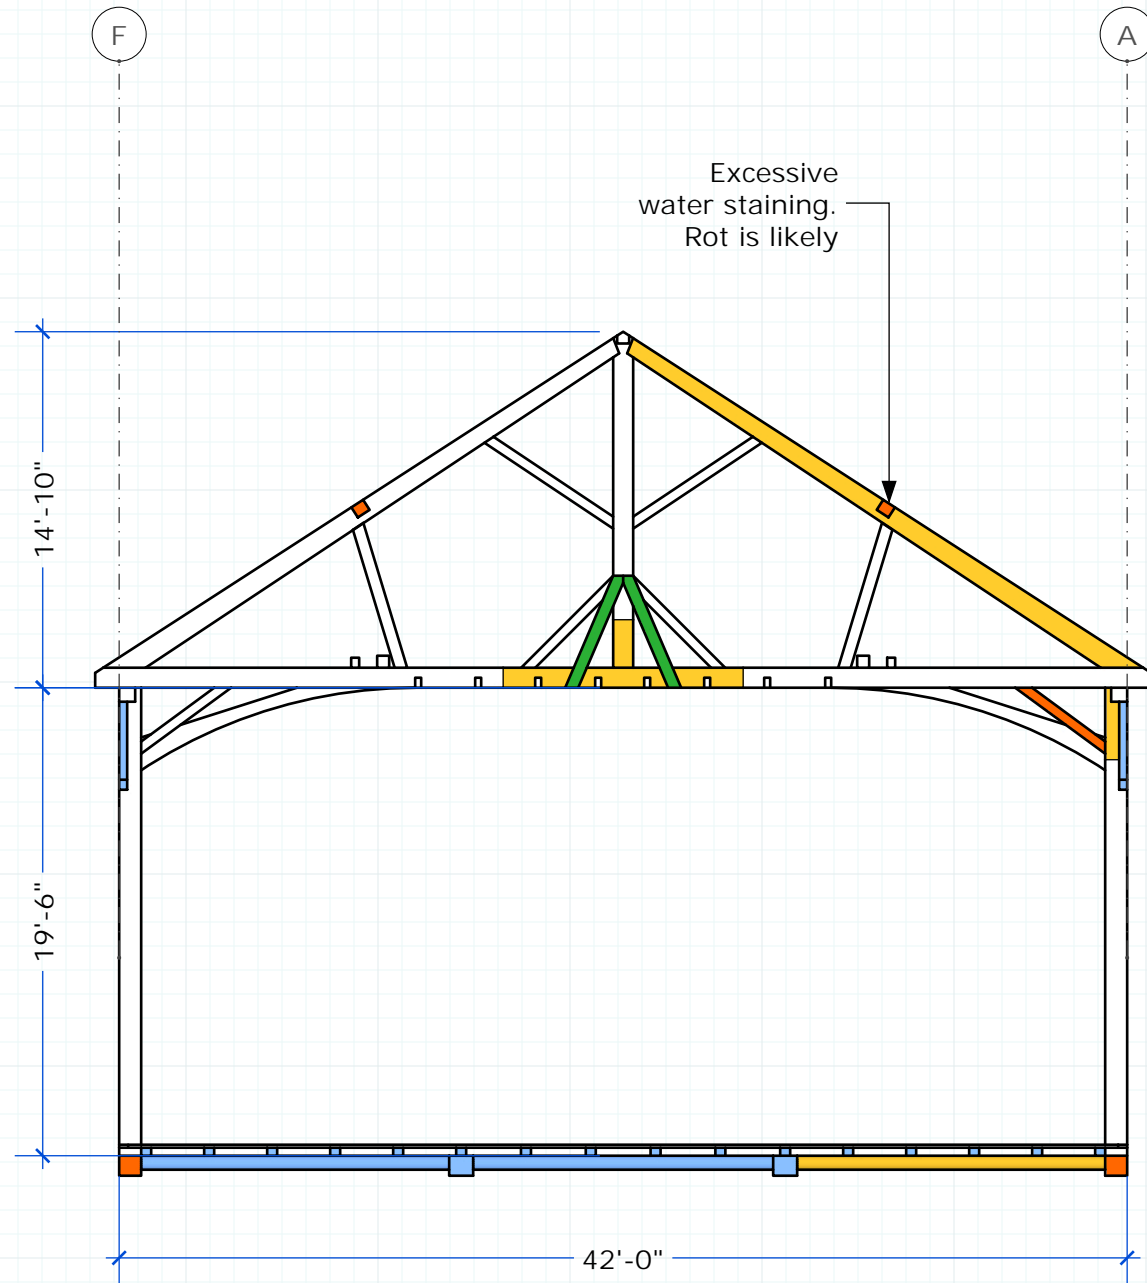 F
A
Excessive
water staining.
Rot is likely
14'-10"
19'-6"
42'-0"